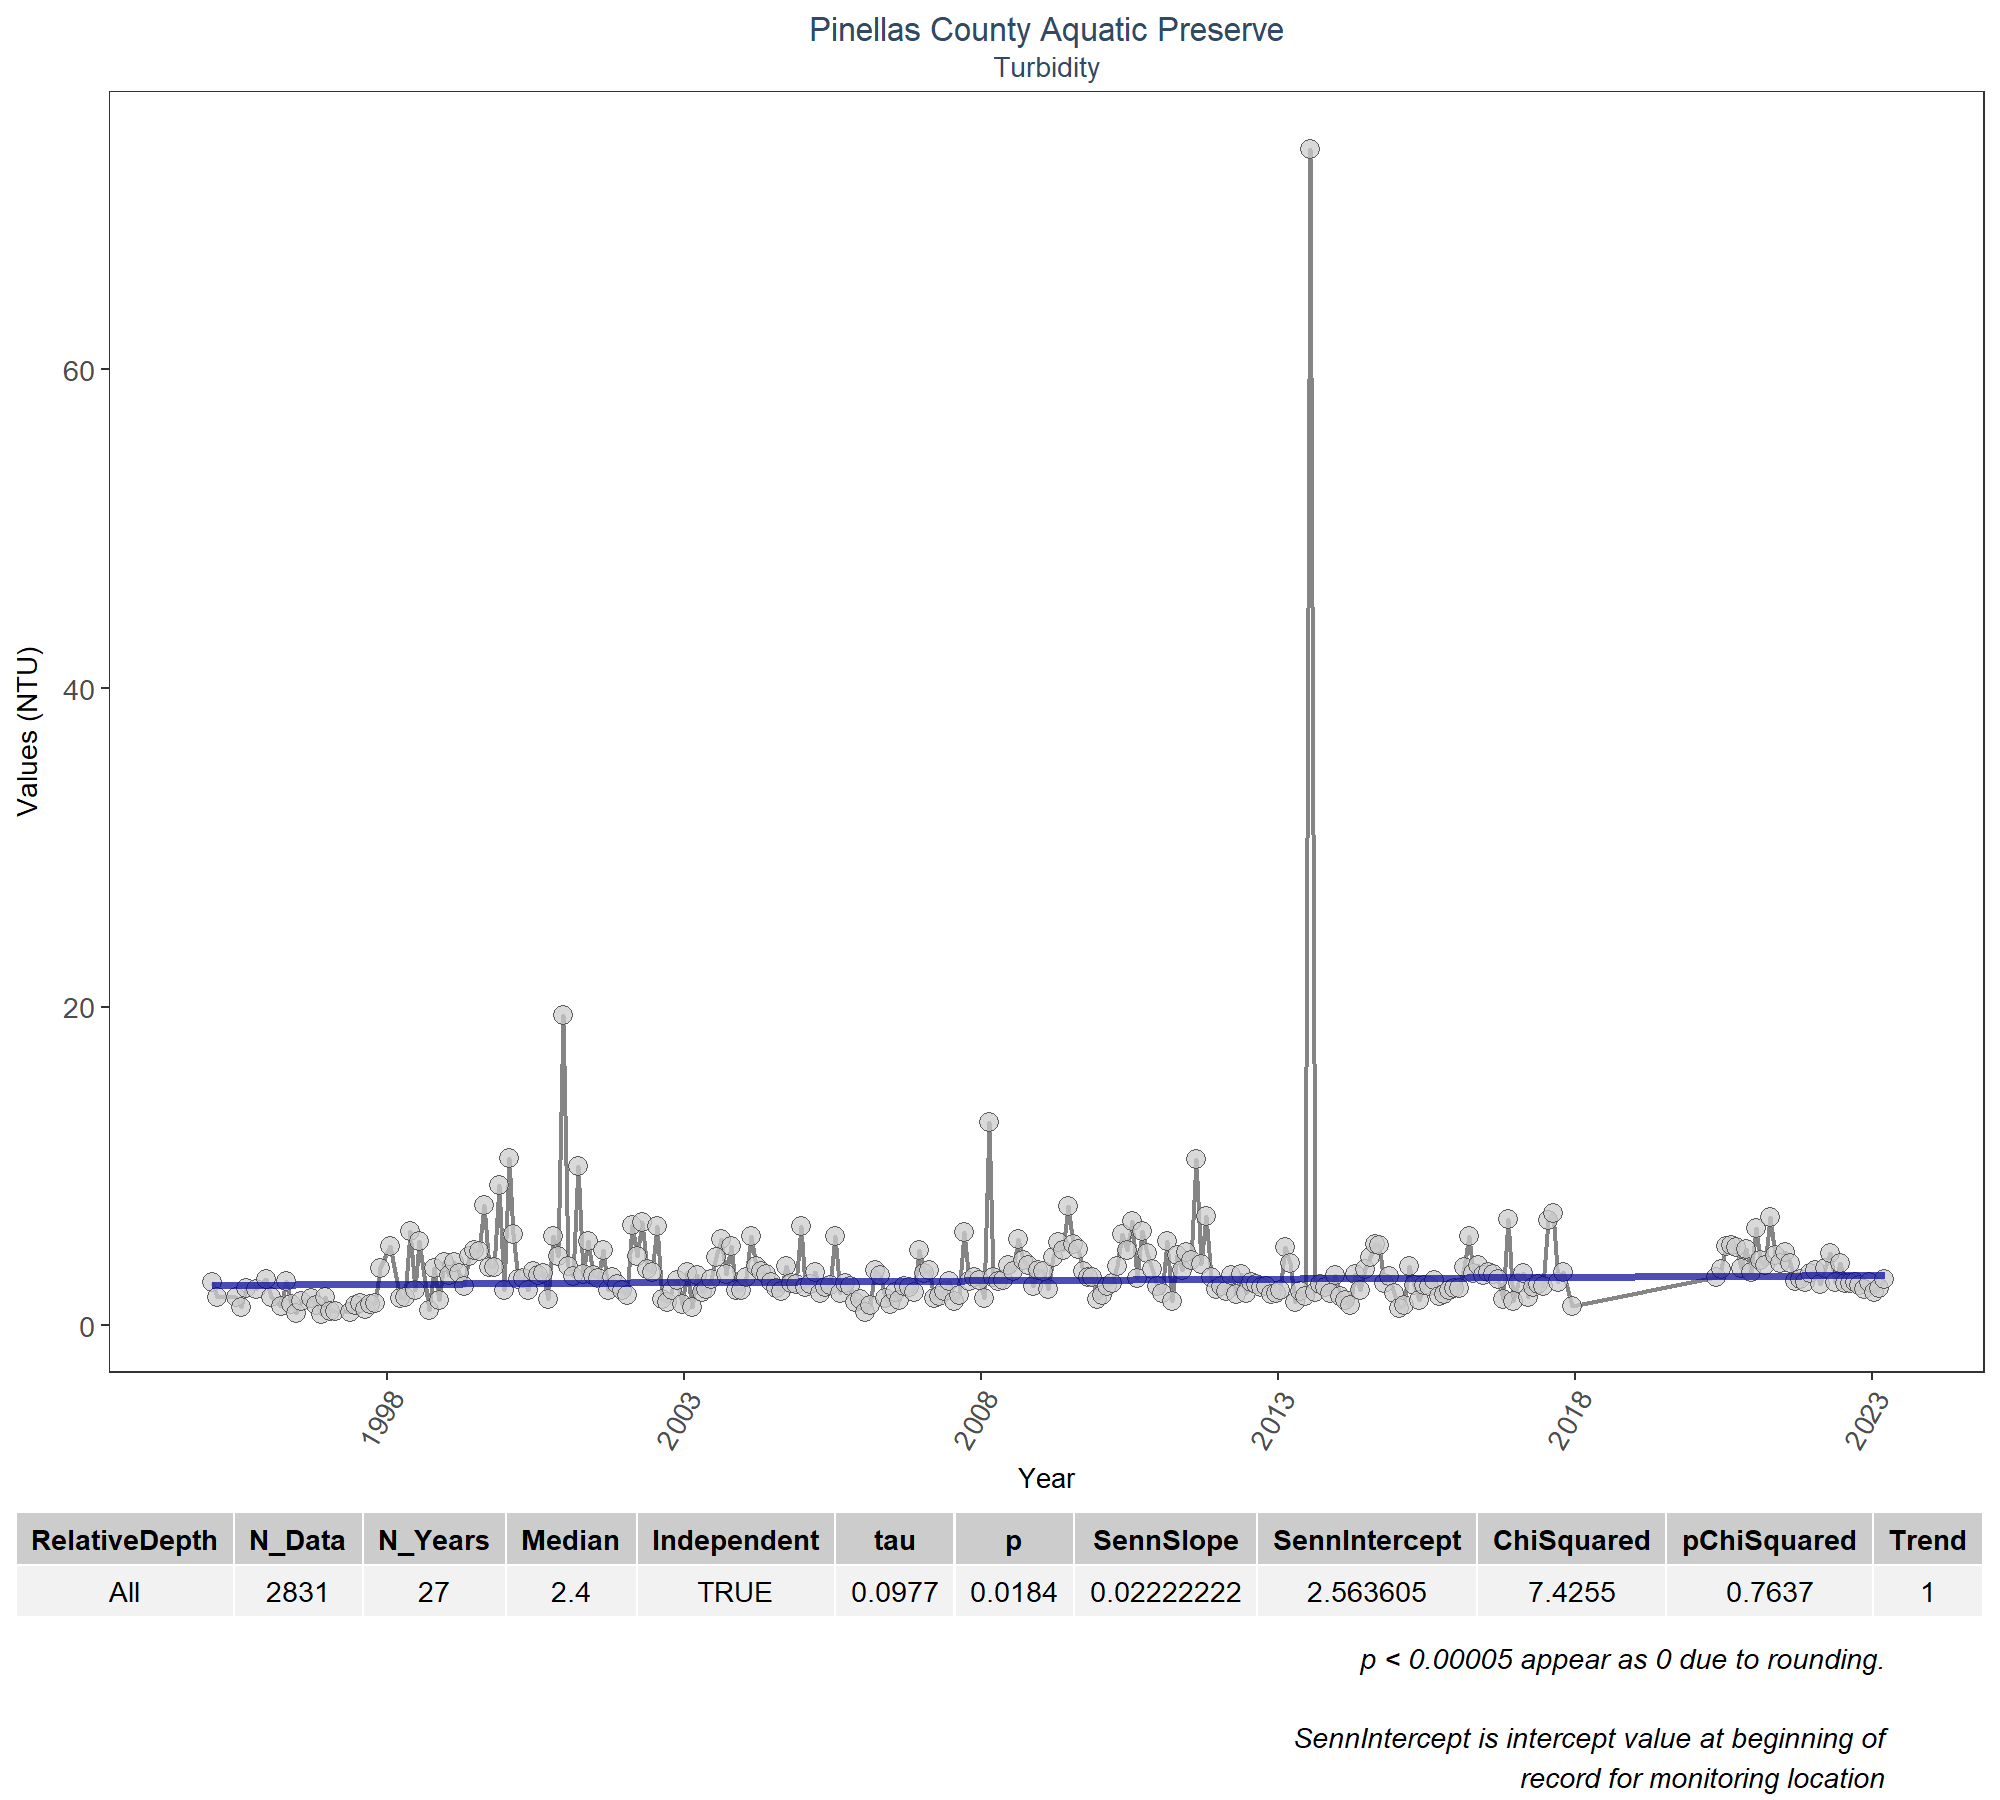 Pinellas County Aquatic Preserve
Turbidity
Values (NTU)
60
40
20
0
1998 2003 2008 2013 2018 2023
Year
RelativeDepth N_Data N_Years Median Independent tau p SennSlope SennIntercept ChiSquared pChiSquared Trend
All 2831 27 2.4 TRUE 0.0977 0.0184 0.02222222 2.563605 7.4255 0.7637 1
p < 0.00005 appear as 0 due to rounding.
SennIntercept is intercept value at beginning of
record for monitoring location